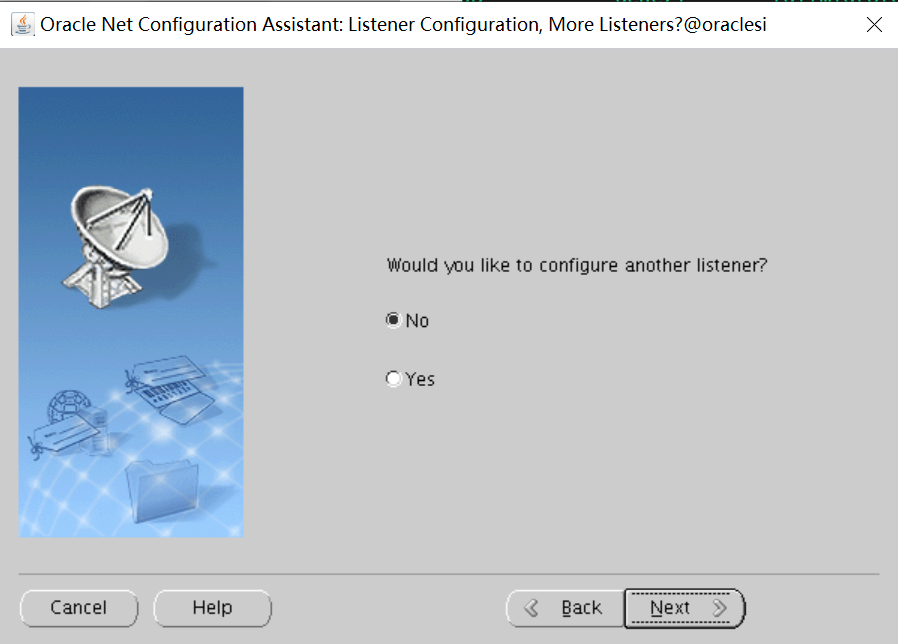 Oracle Net Configuration Assistant: Listener Configuration, More Listeners?@oraclesi
Would you like to configure another listener?
No
Yes
Cancel
Help
Back
Next